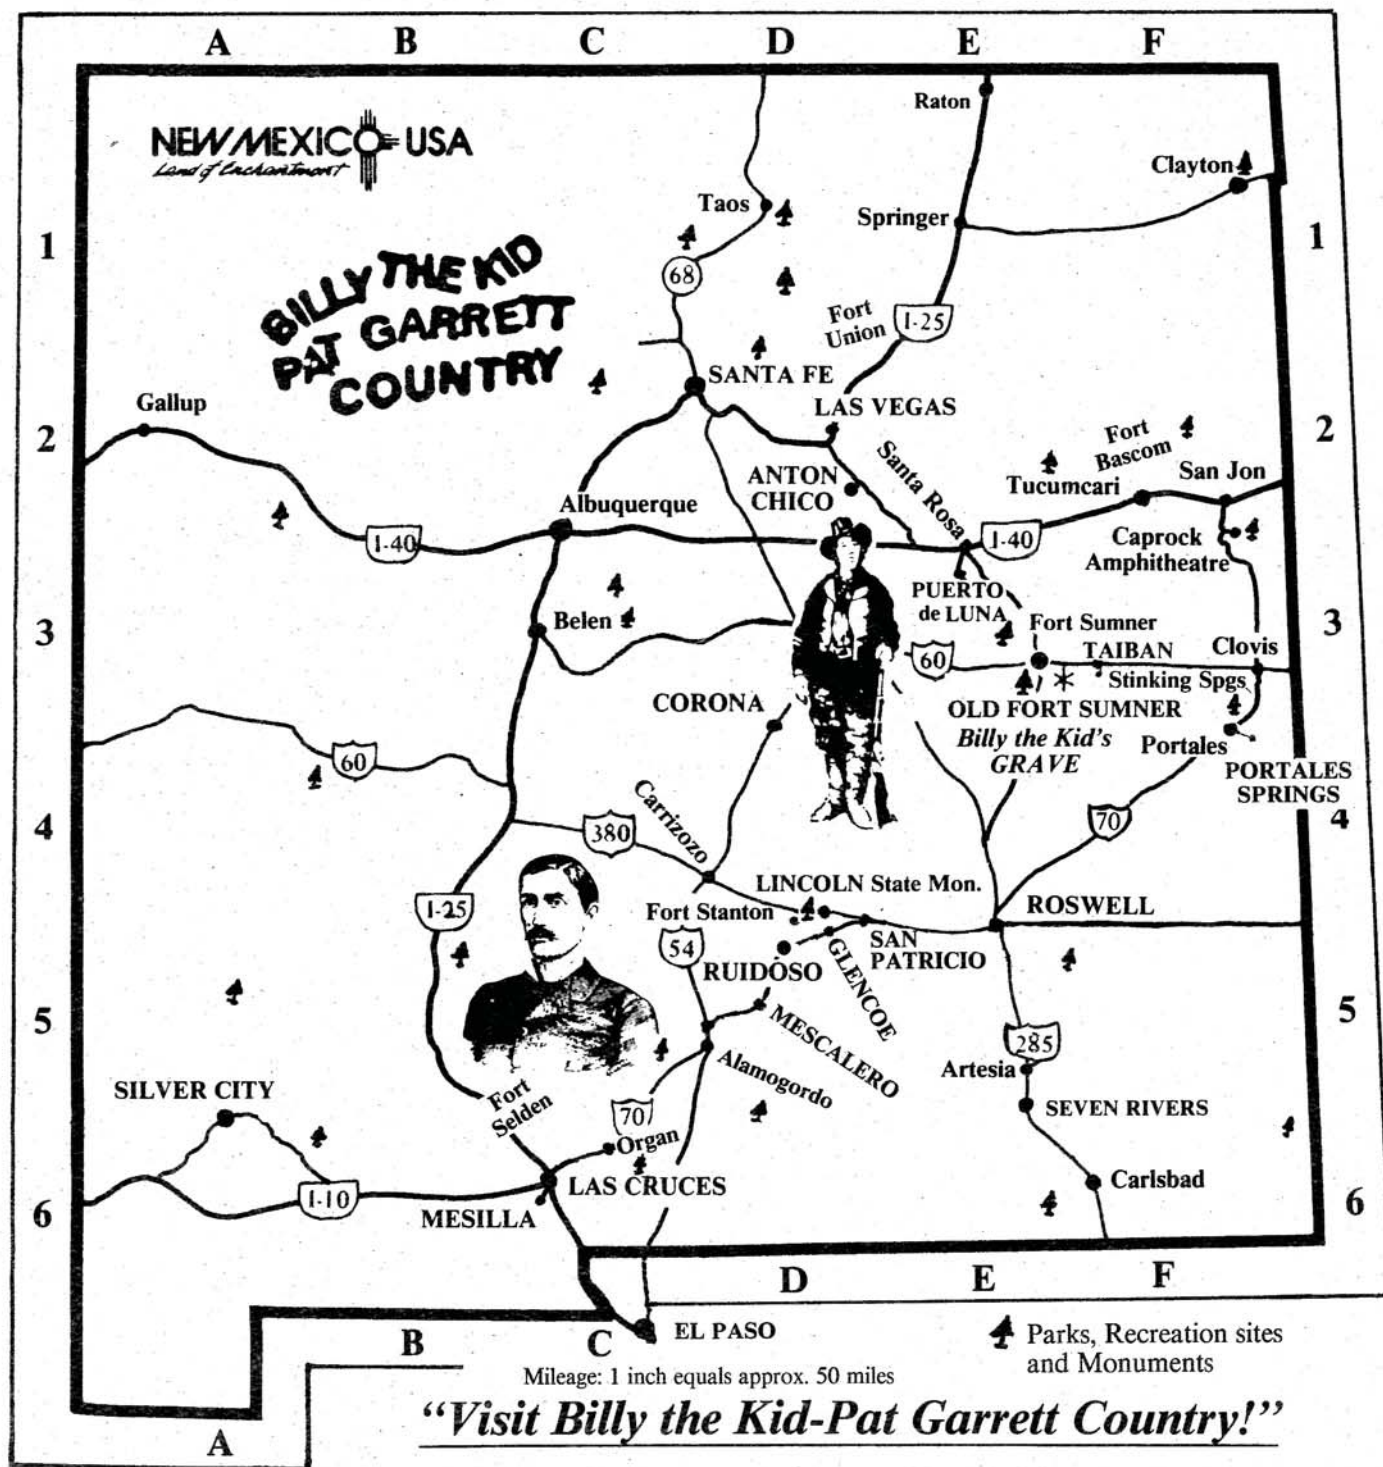 A B C D E F
NEW MEXICO USA
Land of Enchantment
BILLY THE KID
PAT GARRETT
COUNTRY
Raton
Clayton
Taos
Springer
1
1
68
Fort
Union
I-25
SANTA FE
Gallup
LAS VEGAS
2
2
Fort
Bascom
Santa Rosa
ANTON
CHICO
Tucumcari
San Jon
Albuquerque
I-40
I-40
Caprock
Amphitheatre
PUERTO
de LUNA
3
3
Belen
Fort Sumner
60
TAIBAN
Clovis
Stinking Spgs
CORONA
OLD FORT SUMNER
Billy the Kid's
GRAVE
Portales
PORTALES
SPRINGS
60
4
4
Carrizozo
380
70
LINCOLN State Mon.
I-25
Fort Stanton
ROSWELL
54
SAN
PATRICIO
RUIDOSO
GLENCOE
5
5
MESCALERO
285
Artesia
Alamogordo
SILVER CITY
Fort
Selden
70
SEVEN RIVERS
Organ
LAS CRUCES
Carlsbad
I-10
MESILLA
6
6
D E F
EL PASO
B C
Parks, Recreation sites
and Monuments
Mileage: 1 inch equals approx. 50 miles
"Visit Billy the Kid-Pat Garrett Country!"
A